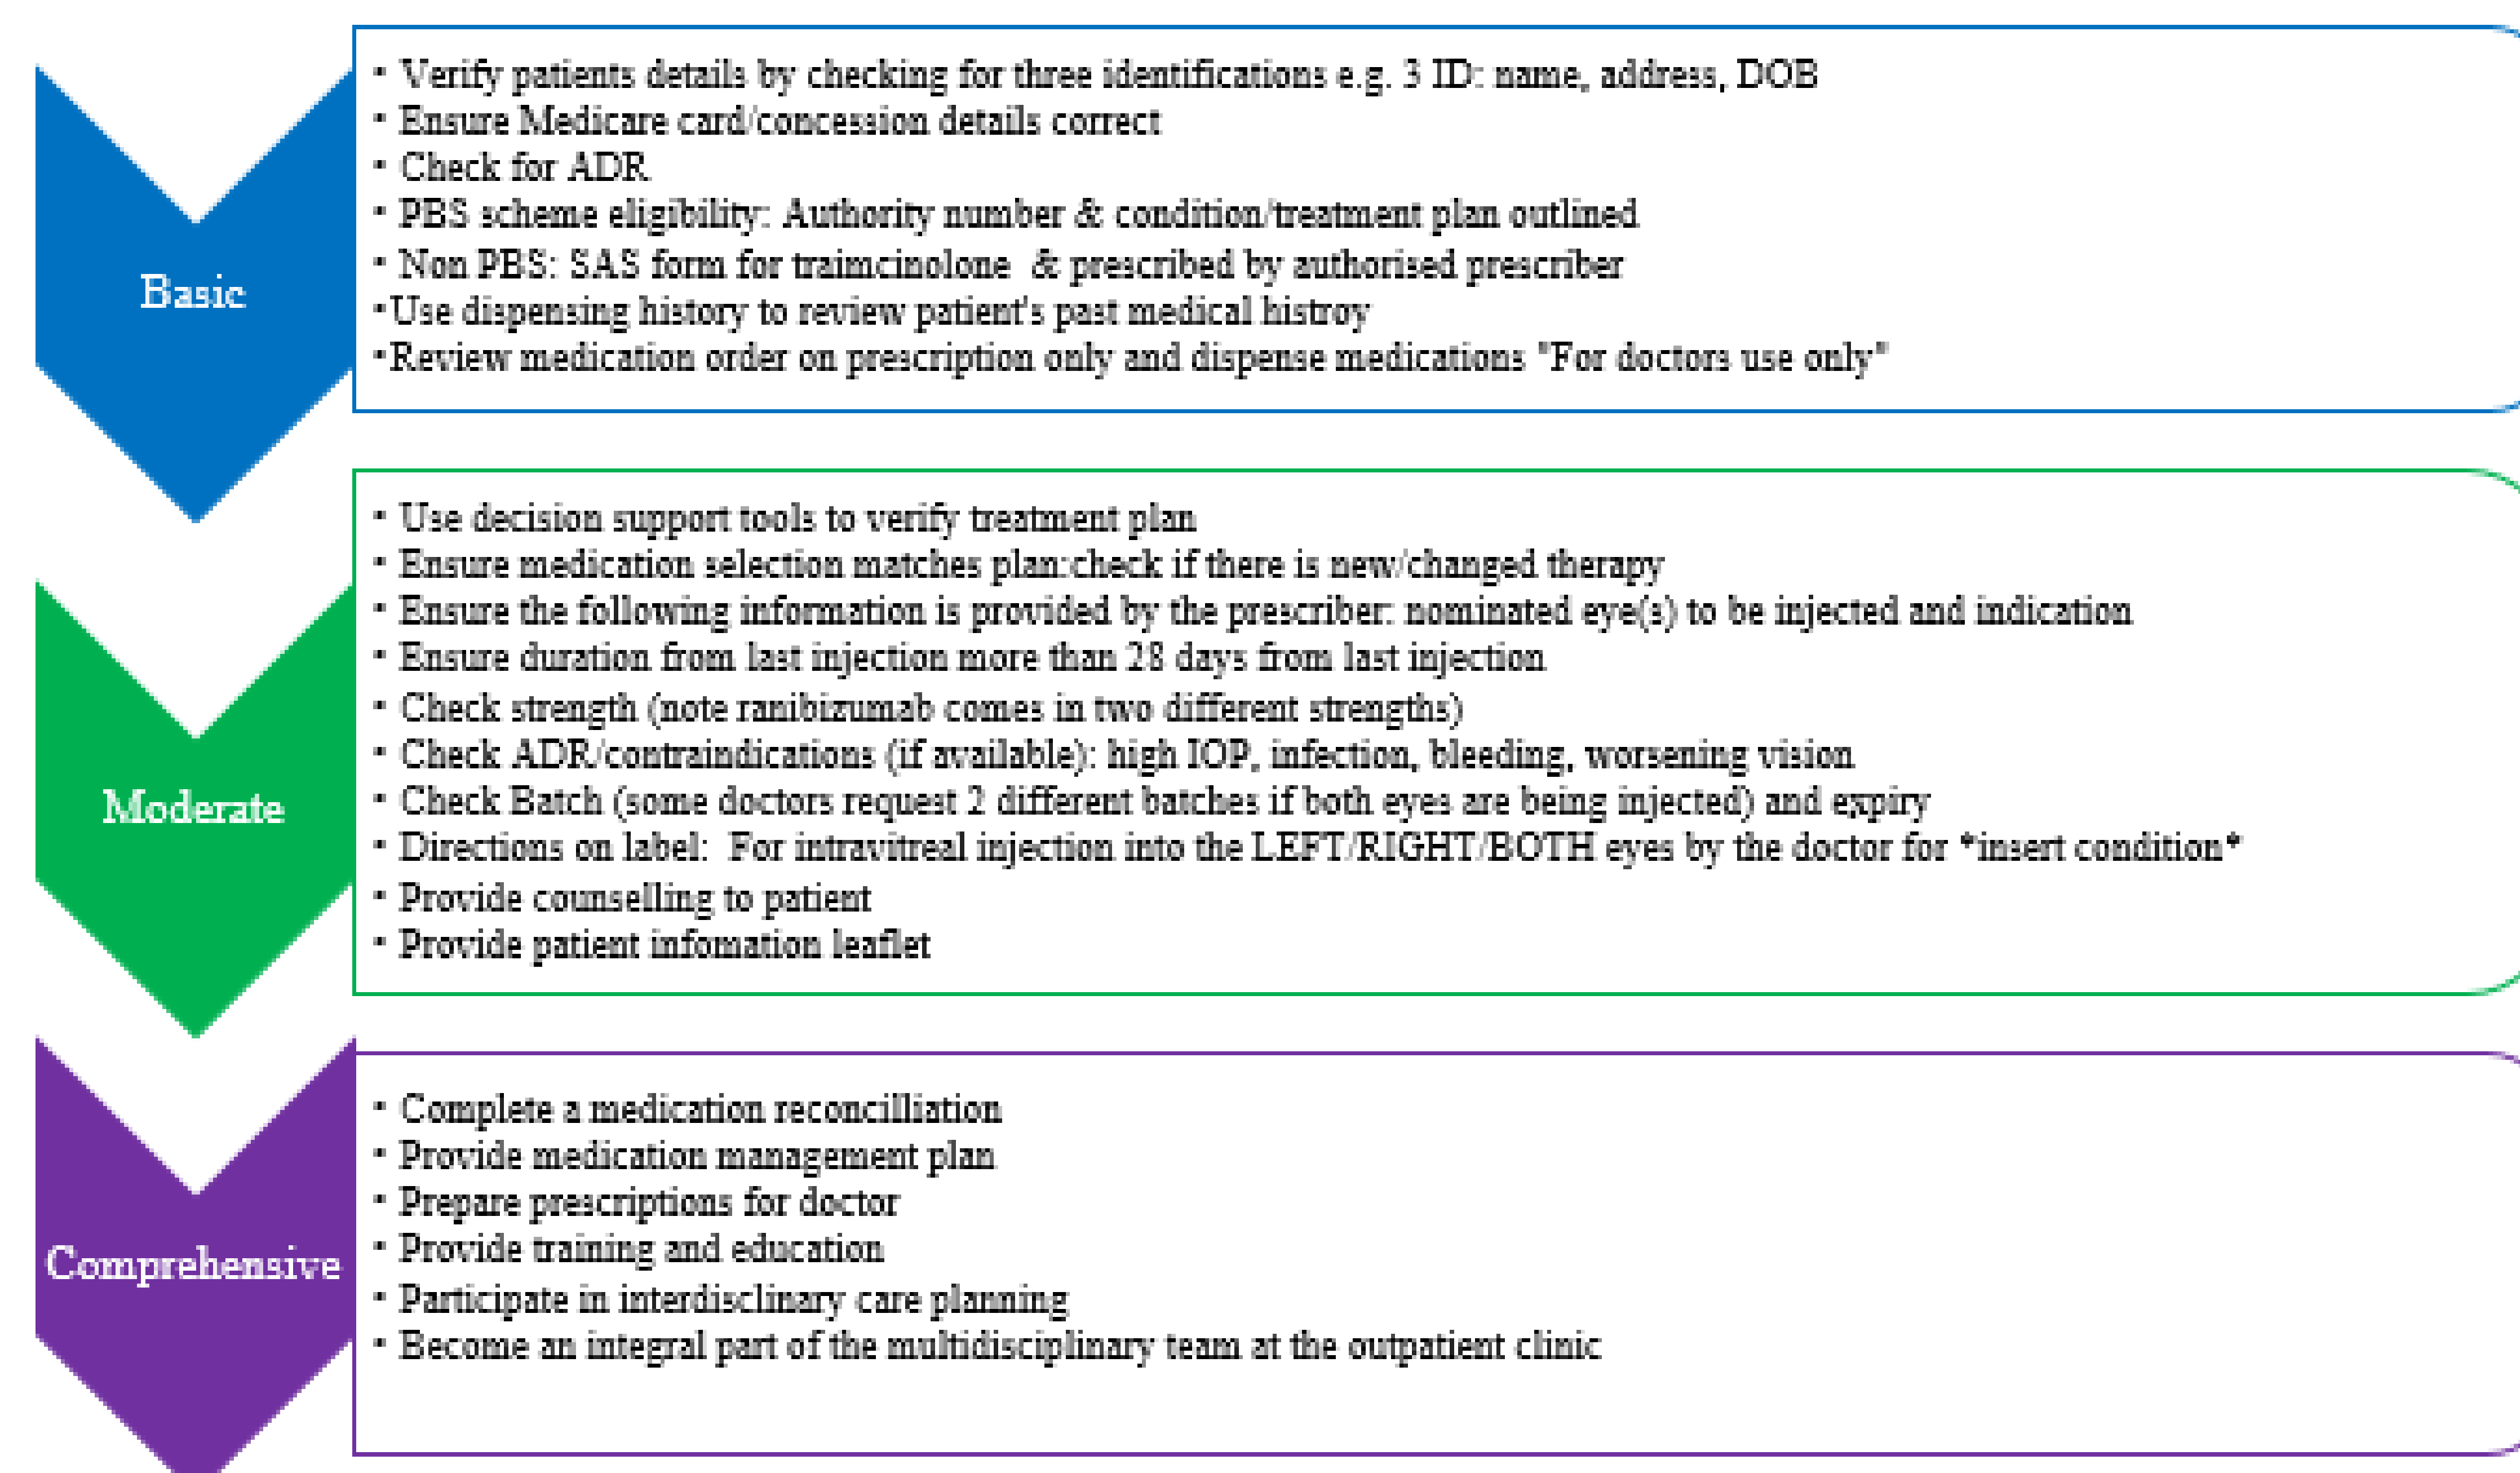 Basic
• Verify patients details by checking for three identifications e.g. 3 ID: name, address, DOB
• Ensure Medicare card/concession details correct
• Check for ADR
• PBS scheme eligibility: Authority number & condition/treatment plan outlined
• Non PBS: SAS form for traimcinolone & prescribed by authorised prescriber
•Use dispensing history to review patient's past medical histroy
•Review medication order on prescription only and dispense medications "For doctors use only"
Moderate
• Use decision support tools to verify treatment plan
• Ensure medication selection matches plan:check if there is new/changed therapy
• Ensure the following information is provided by the prescriber: nominated eye(s) to be injected and indication
• Ensure duration from last injection more than 28 days from last injection
• Check strength (note ranibizumab comes in two different strengths)
• Check ADR/contraindications (if available): high IOP, infection, bleeding, worsening vision
• Check Batch (some doctors request 2 different batches if both eyes are being injected) and expiry
• Directions on label: For intravitreal injection into the LEFT/RIGHT/BOTH eyes by the doctor for *insert condition*
• Provide counselling to patient
• Provide patient infomation leaflet
Comprehensive
• Complete a medication reconcilliation
• Provide medication management plan
• Prepare prescriptions for doctor
• Provide training and education
• Participate in interdisclinary care planning
• Become an integral part of the multidisciplinary team at the outpatient clinic